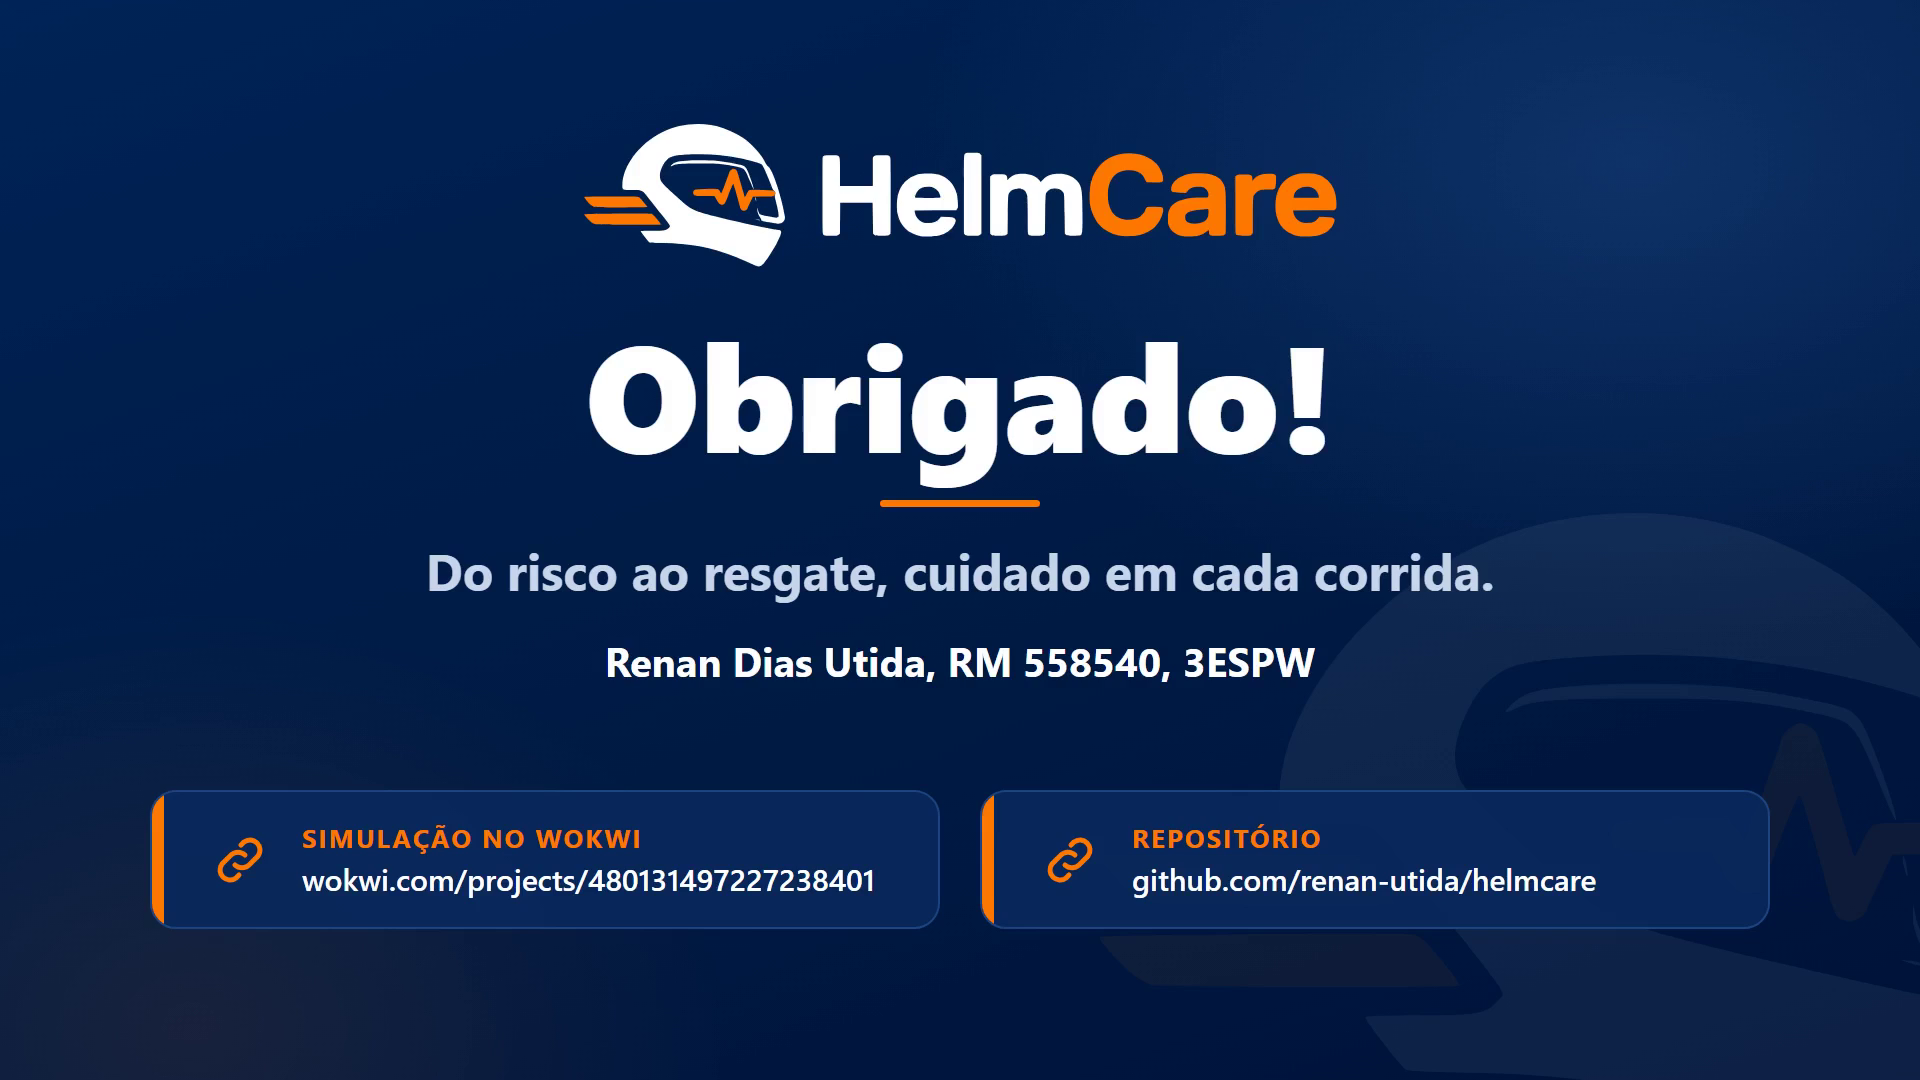 HelmCare
Obrigado!
Do risco ao resgate, cuidado em cada corrida.
Renan Dias Utida, RM 558540, 3ESPW
SIMULAÇÃO NO WOKWI
wokwi.com/projects/480131497227238401
REPOSITÓRIO
github.com/renan-utida/helmcare